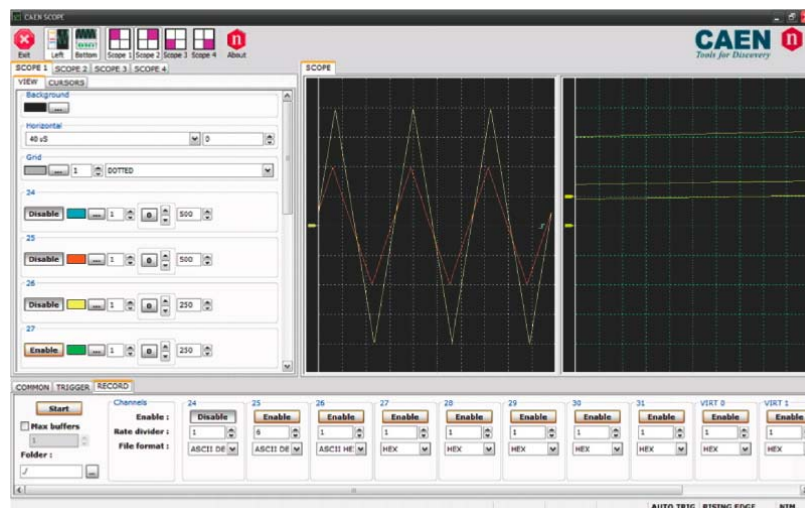 CAEN SCOPE
Exit Left Bottom Scope 1 Scope 2 Scope 3 Scope 4 About
CAEN n
Tools for Discovery
SCOPE 1 SCOPE 2 SCOPE 3 SCOPE 4
SCOPE
VIEW CURSORS
Background
...
Horizontal
40 uS 0
Grid
... 1 DOTTED
24
Disable ... 1 0 500
25
Disable ... 1 0 500
26
Disable ... 1 0 250
27
Enable ... 1 0 250
COMMON TRIGGER RECORD
Start
Max buffers
1
Folder :
./ ...
Channels 24 25 26 27 28 29 30 31 VIRT 0 VIRT 1
Enable : Disable Enable Enable Enable Enable Enable Enable Enable Enable Enable
Rate divider : 1 6 1 1 1 1 1 1 1 1
File format : ASCII DE ASCII DE ASCII HE HEX HEX HEX HEX HEX HEX HEX
AUTO TRIG RISING EDGE NIM